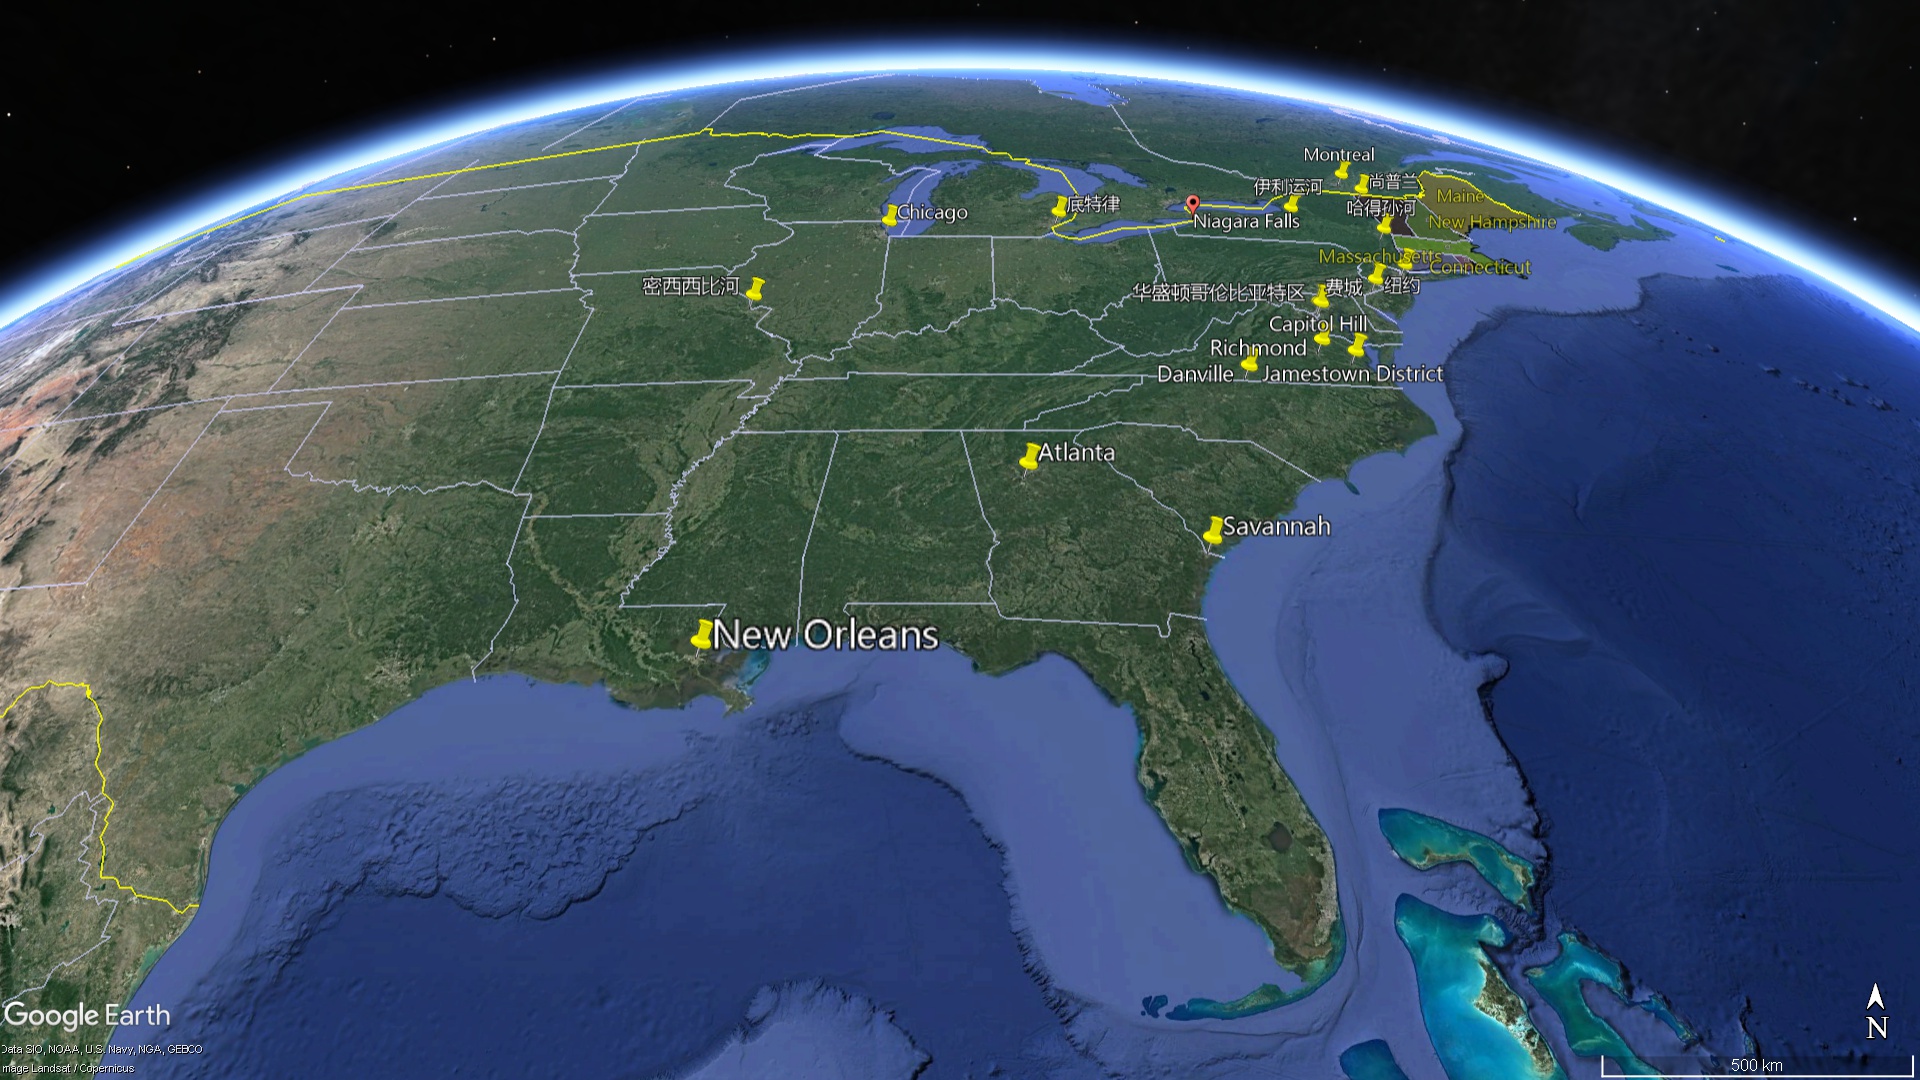 Montreal
尚普兰
伊利运河
Maine
底特律
哈得孙河
Chicago
Niagara Falls
New Hampshire
Massachusetts
Connecticut
密西西比河
华盛顿哥伦比亚特区
费城
纽约
Capitol Hill
Richmond
Danville
Jamestown District
Atlanta
Savannah
New Orleans
Google Earth
Data SIO, NOAA, U.S. Navy, NGA, GEBCO
mage Landsat / Copernicus
N
500 km